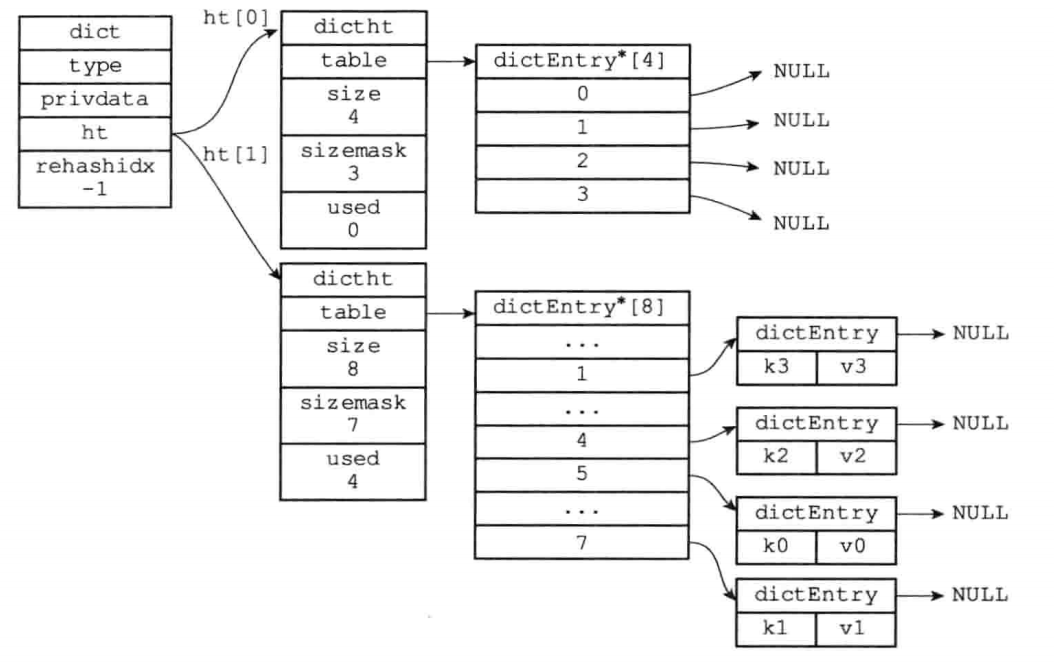 dict
type
privdata
ht
rehashidx
-1
ht[0]
ht[1]
dictht
table
size
4
sizemask
3
used
0
dictEntry*[4]
0
1
2
3
NULL
NULL
NULL
NULL
dictht
table
size
8
sizemask
7
used
4
dictEntry*[8]
...
1
...
4
5
...
7
dictEntry
k3 v3
NULL
dictEntry
k2 v2
NULL
dictEntry
k0 v0
NULL
dictEntry
k1 v1
NULL